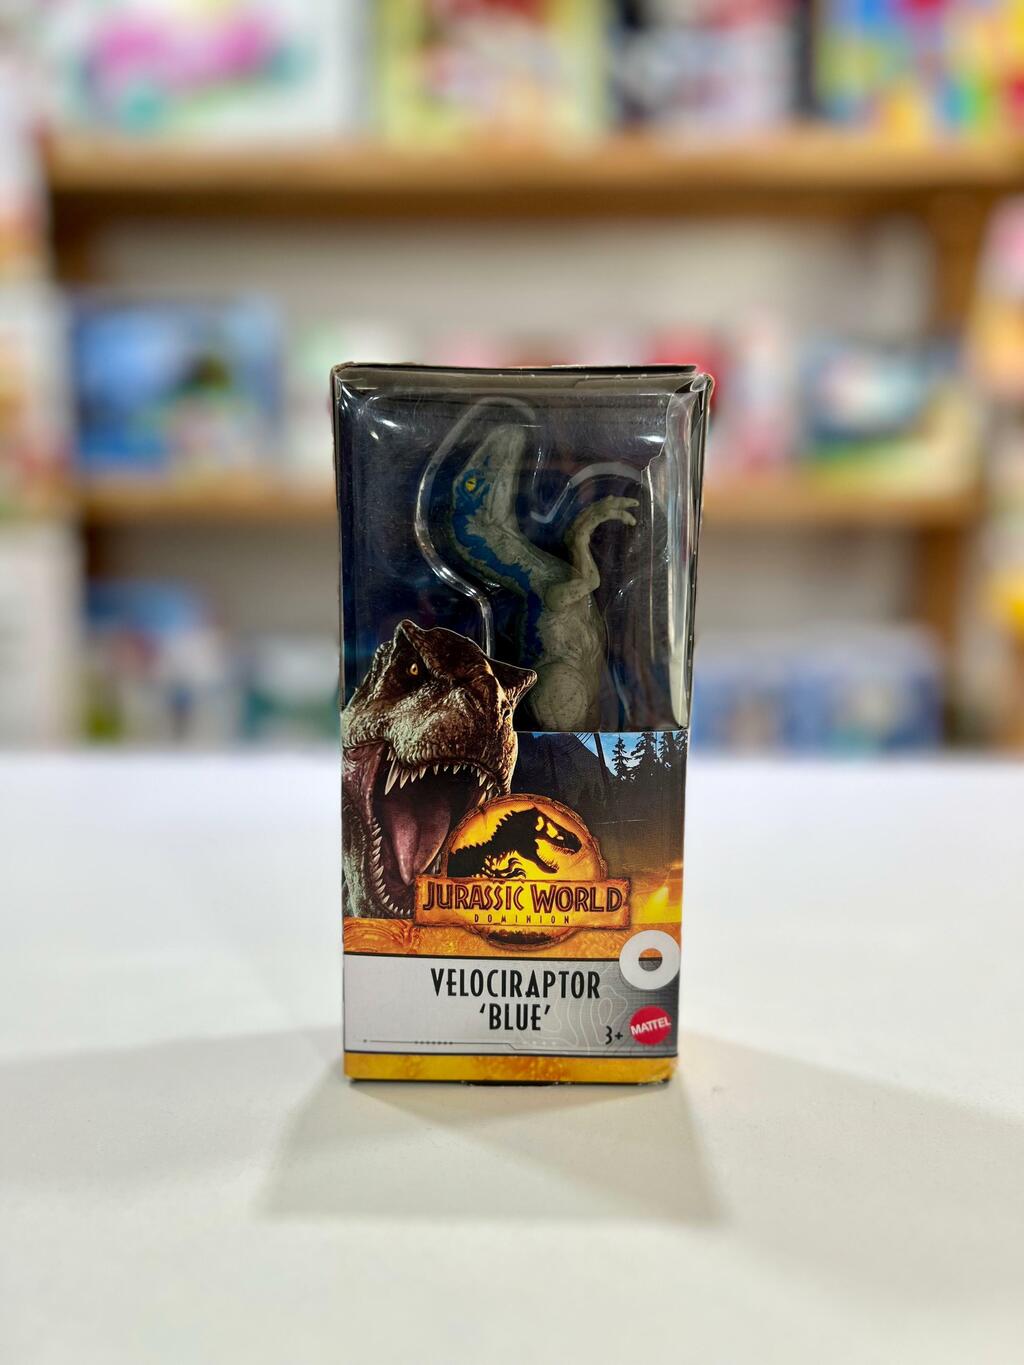 JURASSIC WORLD
DOMINION
VELOCIRAPTOR
‘BLUE’
3+
MATTEL